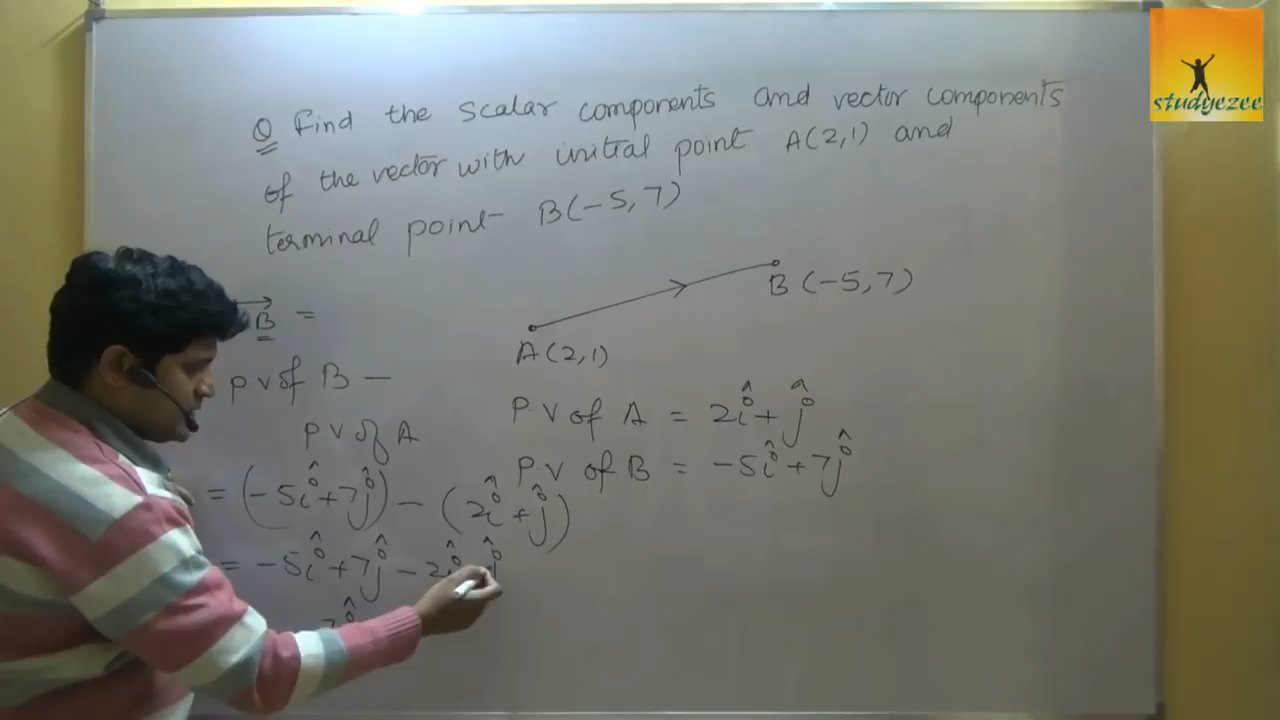 Q Find the scalar components and vector components
of the vector with initial point A(2,1) and
terminal point B(-5,7)
B =
P V of B -
P V of A
= (-5î+7ĵ) - (2î+ĵ)
= -5î+7ĵ - 2î ĵ
B (-5,7)
A(2,1)
P V of A = 2î+ĵ
P.V of B = -5î+7ĵ
studyezee